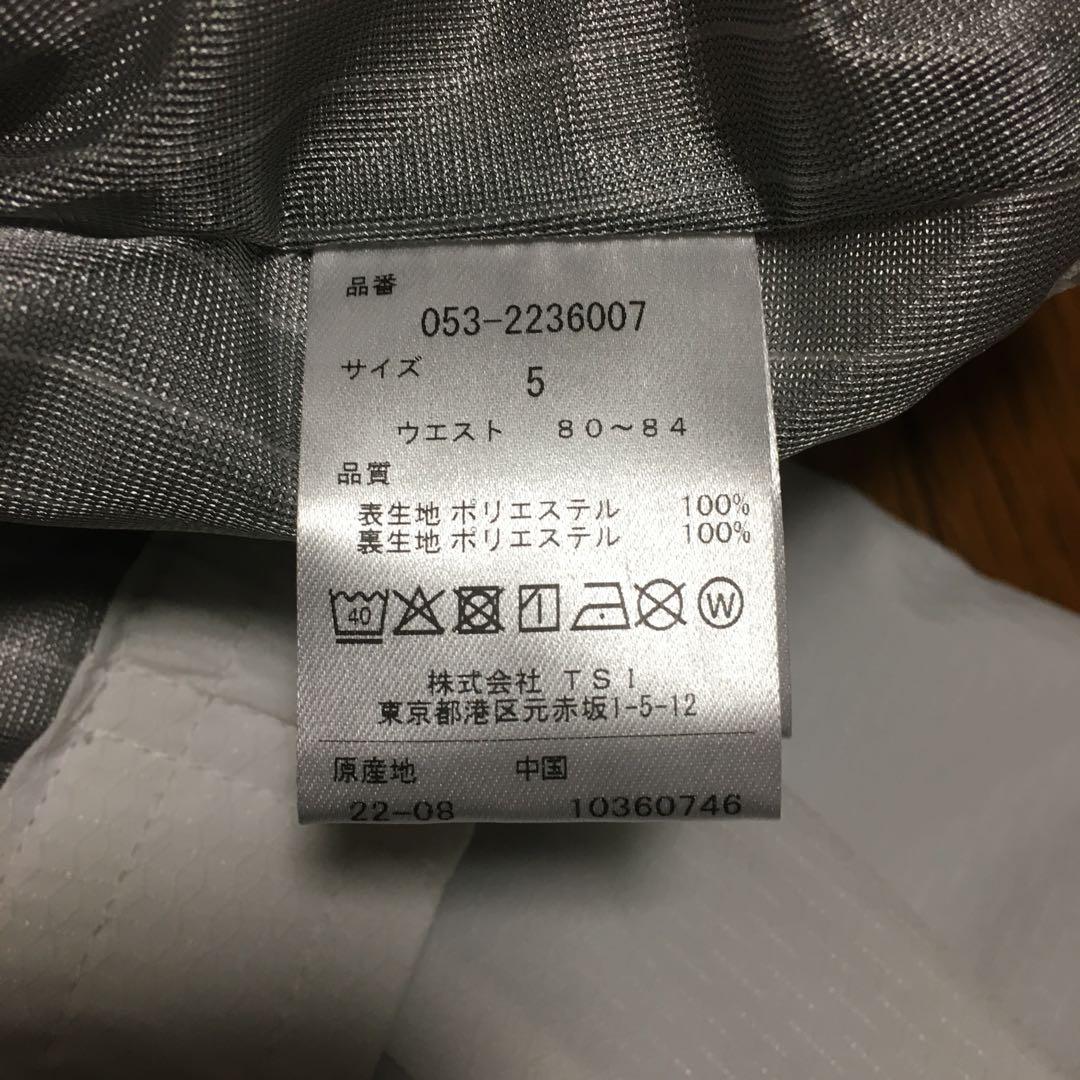 品番
053-2236007
サイズ 5
ウエスト 80～84
品質
表生地 ポリエステル 100%
裏生地 ポリエステル 100%
40 W
株式会社 TSI
東京都港区元赤坂1-5-12
原産地 中国
22-08 10360746